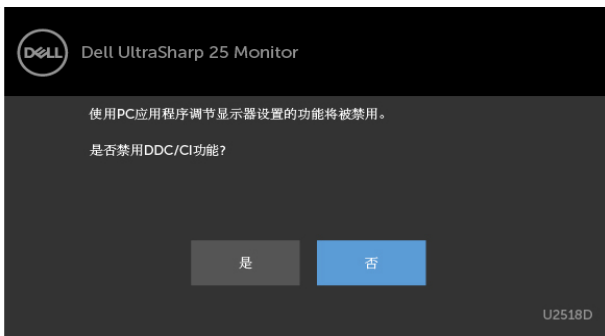 DELL
Dell UltraSharp 25 Monitor
使用PC应用程序调节显示器设置的功能将被禁用。
是否禁用DDC/CI功能?
是
否
U2518D